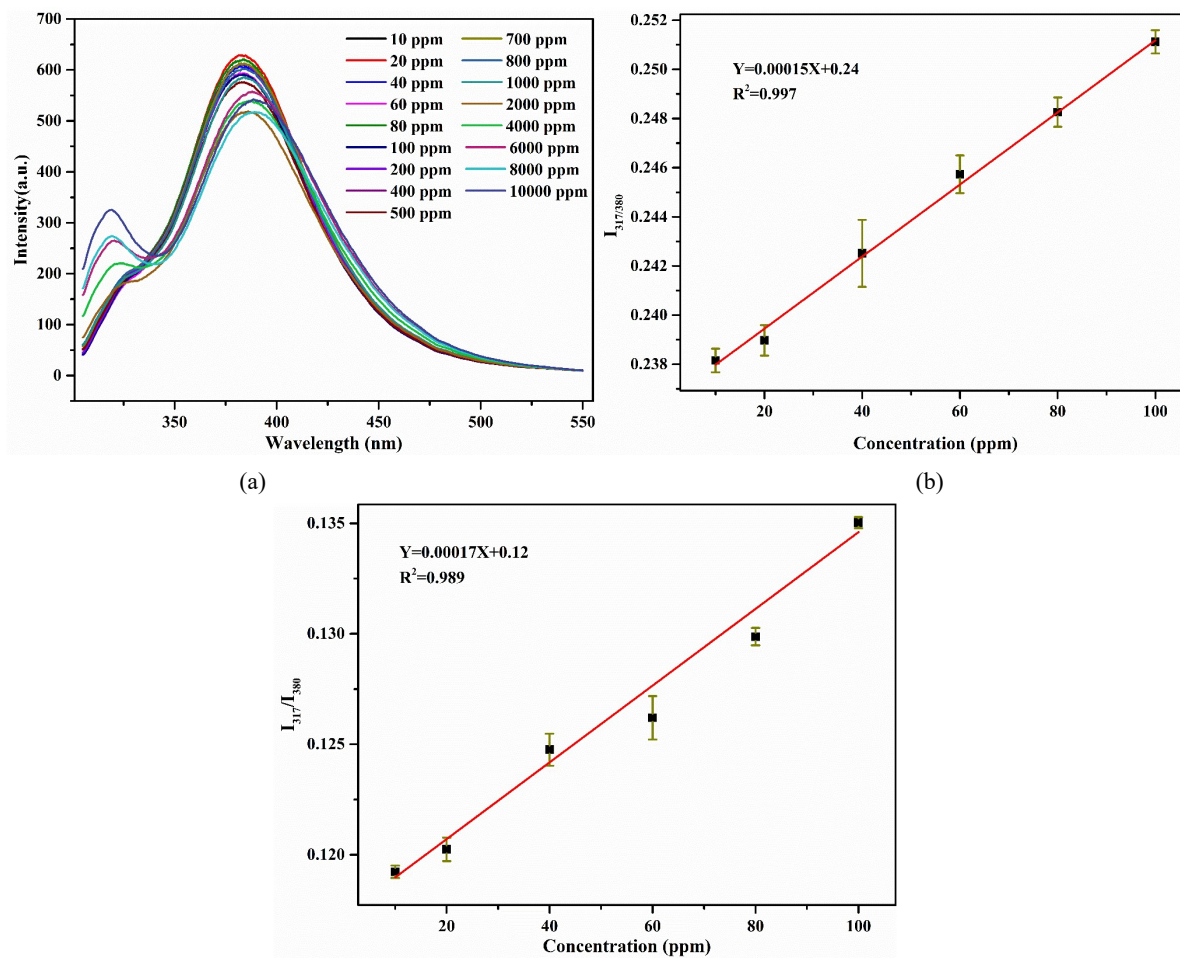 700
600
500
400
300
200
100
0
Intensity(a.u.)
10 ppm 700 ppm
20 ppm 800 ppm
40 ppm 1000 ppm
60 ppm 2000 ppm
80 ppm 4000 ppm
100 ppm 6000 ppm
200 ppm 8000 ppm
400 ppm 10000 ppm
500 ppm
350 400 450 500 550
Wavelength (nm)
(a)
0.252
0.250
0.248
0.246
0.244
0.242
0.240
0.238
I317/380
Y=0.00015X+0.24
R²=0.997
20 40 60 80 100
Concentration (ppm)
(b)
0.135
0.130
0.125
0.120
I317/I380
Y=0.00017X+0.12
R²=0.989
20 40 60 80 100
Concentration (ppm)